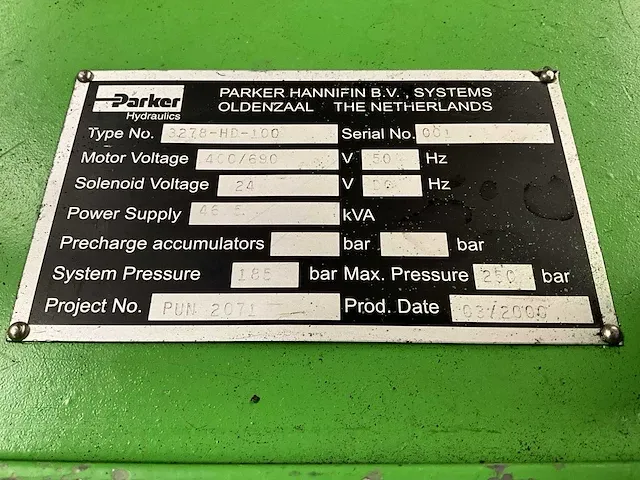 Parker
Hydraulics
PARKER HANNIFIN B.V., SYSTEMS
OLDENZAAL THE NETHERLANDS
Type No. 3278-HD-100 Serial No. 001
Motor Voltage 400/690 V 50 Hz
Solenoid Voltage 24 V Hz
Power Supply kVA
Precharge accumulators bar bar
System Pressure 185 bar Max. Pressure 250 bar
Project No. PUN 2071 Prod. Date 03/2000